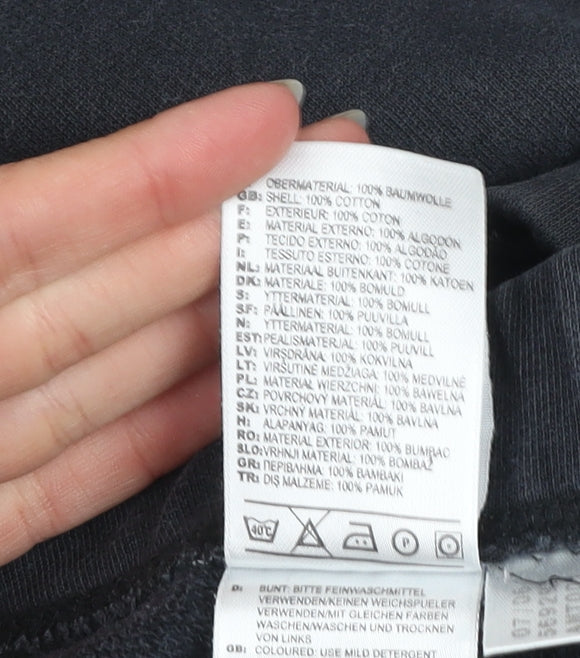 OBERMATERIAL: 100% BAUMWOLLE
GB: SHELL: 100% COTTON
F: EXTERIEUR: 100% COTON
E: MATERIAL EXTERNO: 100% ALGODÓN
P: TECIDO EXTERNO: 100% ALGODÃO
I: TESSUTO ESTERNO: 100% COTONE
NL: MATERIAAL BUITENKANT: 100% KATOEN
DK: MATERIALE: 100% BOMULD
S: YTTERMATERIAL: 100% BOMULL
SF: PÄÄLLINEN: 100% PUUVILLA
N: YTTERMATERIAL: 100% BOMULL
EST: PEALISMATERJAL: 100% PUUVILL
LV: VIRSDRĀNA: 100% KOKVILNA
LT: VIRŠUTINE MEDŽIAGA: 100% MEDVILNĖ
PL: MATERIAŁ WIERZCHNI: 100% BAWEŁNA
CZ: POVRCHOVÝ MATERIÁL: 100% BAVLNA
SK: VRCHNÝ MATERIÁL: 100% BAVLNA
H: ALAPANYAG: 100% PAMUT
RO: MATERIAL EXTERIOR: 100% BUMBAC
SLO: VRHNJI MATERIAL: 100% BOMBAŽ
GR: ΠΕΡΙΒΑΗΜΑ: 100% ΒΑΜΒΑΚΙ
TR: DIŞ MALZEME: 100% PAMUK
40°C P
D: BUNT: BITTE FEINWASCHMITTEL
VERWENDEN/KEINEN WEICHSPUELER
VERWENDEN/MIT GLEICHEN FARBEN
WASCHEN/WASCHEN UND TROCKNEN
VON LINKS
GB: COLOURED: USE MILD DETERGENT